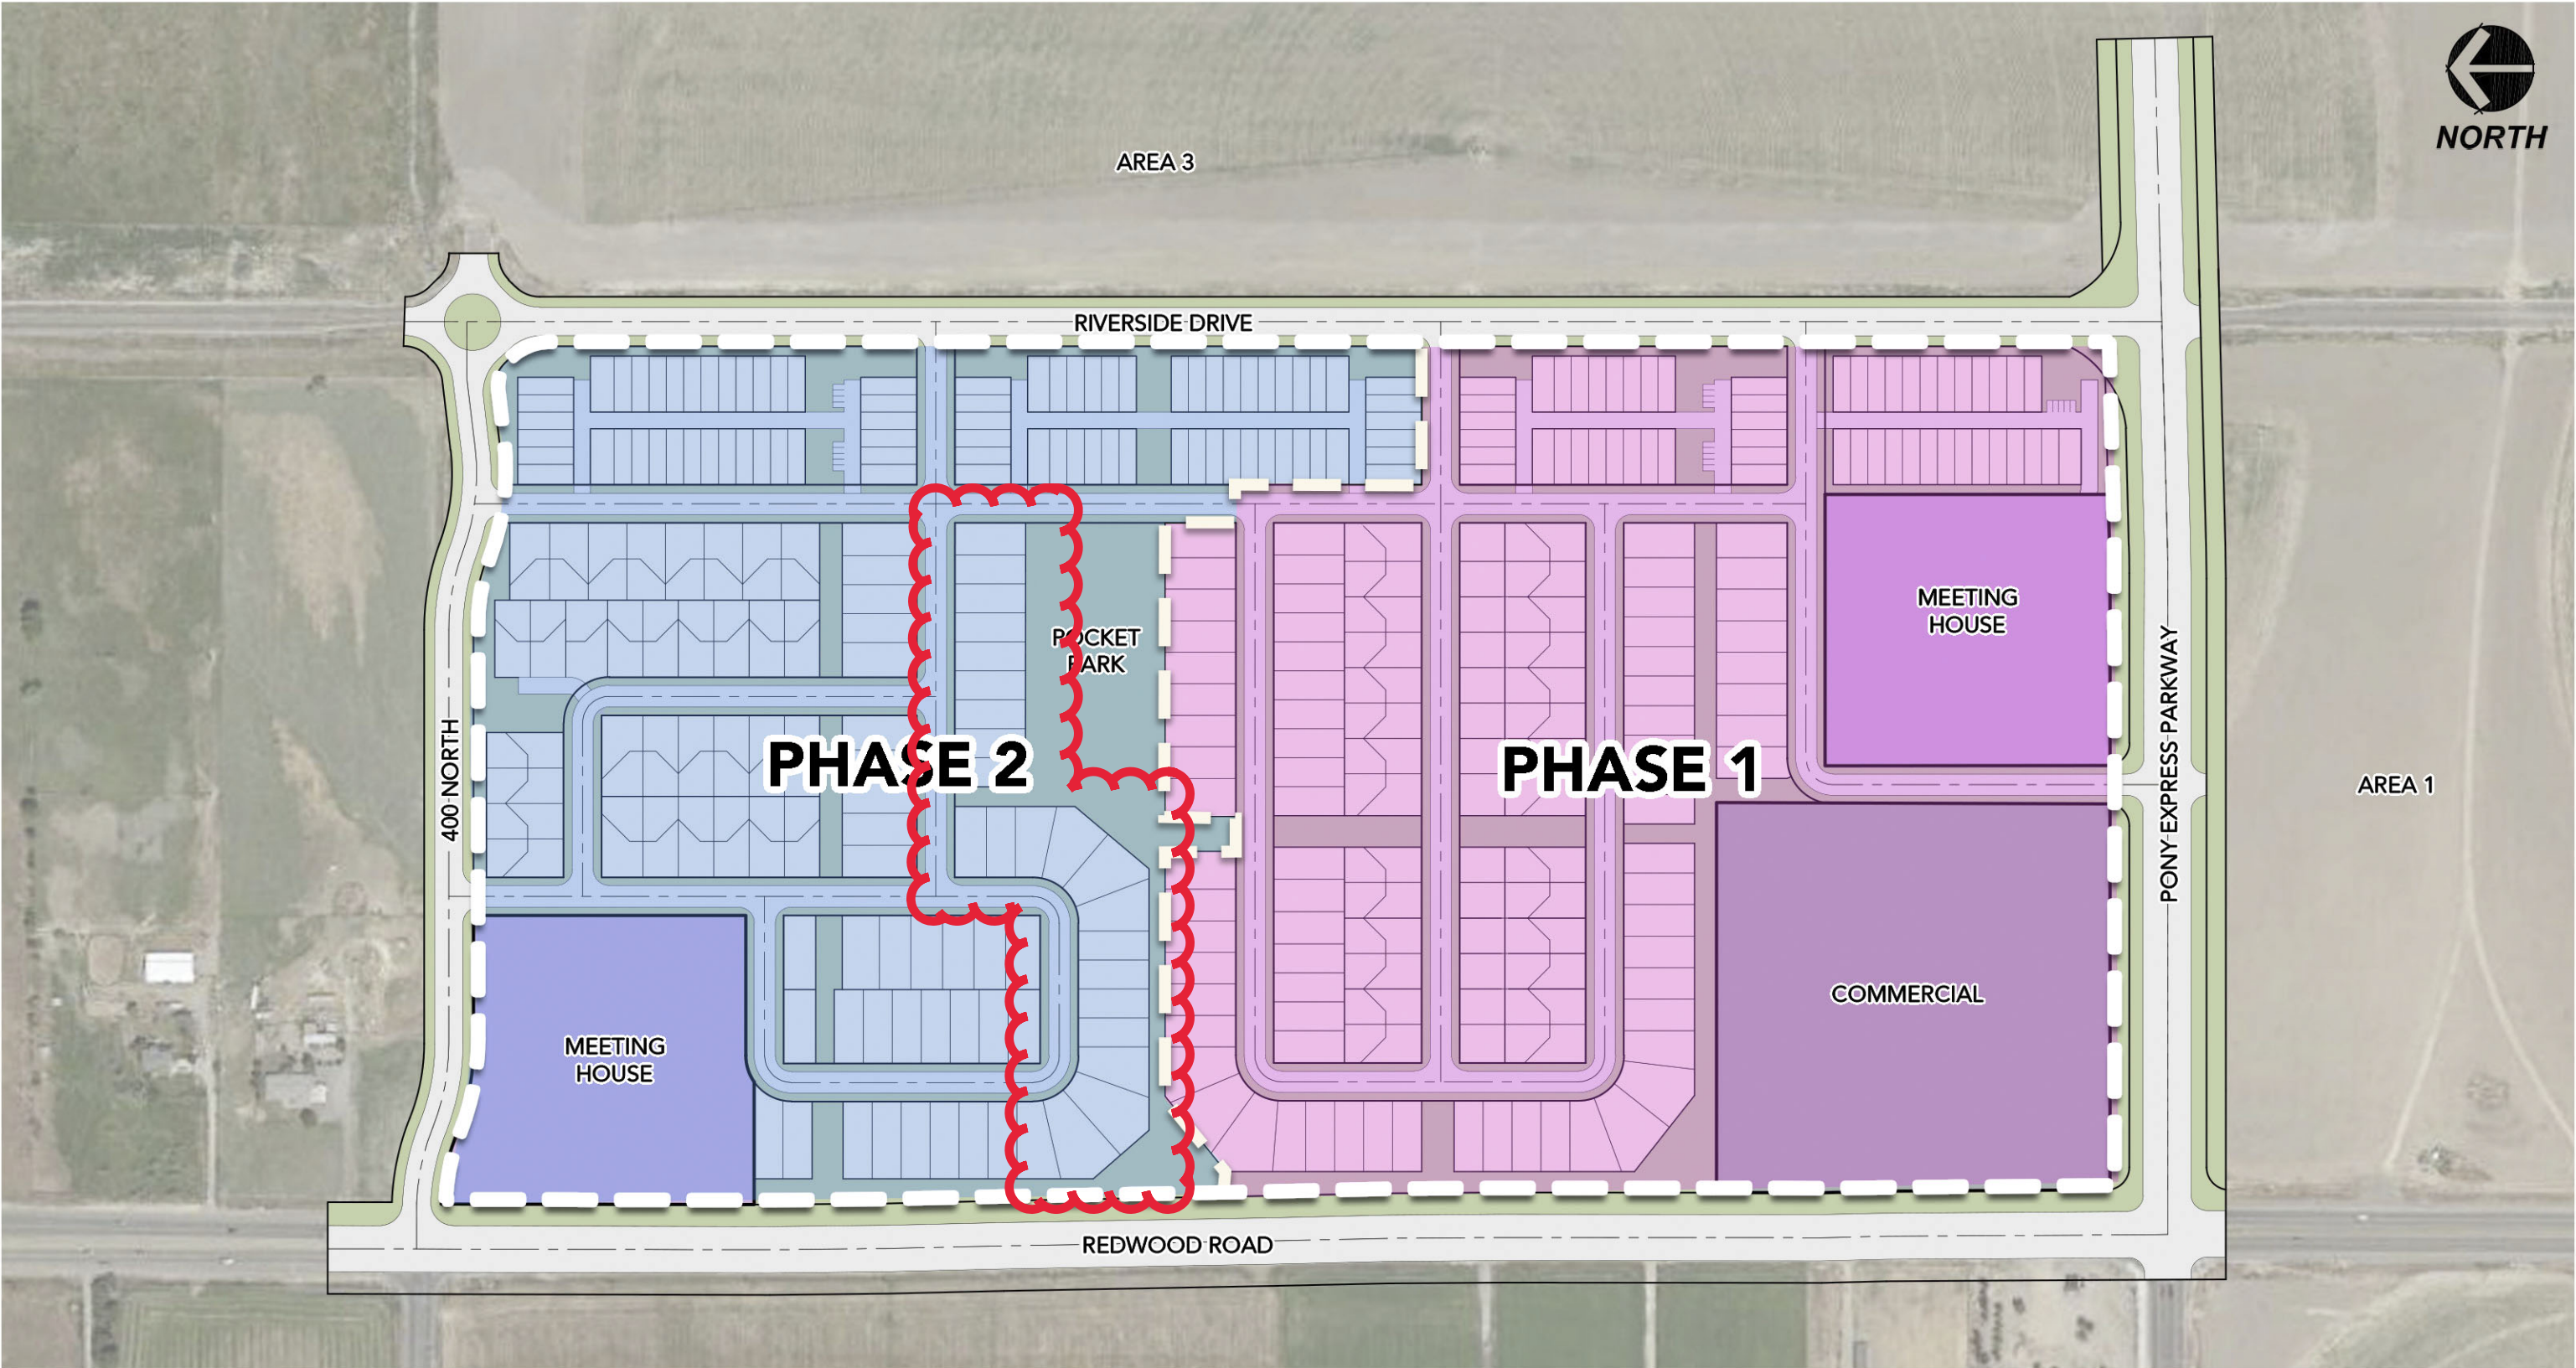 NORTH
AREA 3
RIVERSIDE DRIVE
POCKET
PARK
MEETING
HOUSE
PHASE 2
PHASE 1
400 NORTH
PONY EXPRESS PARKWAY
AREA 1
COMMERCIAL
MEETING
HOUSE
REDWOOD ROAD